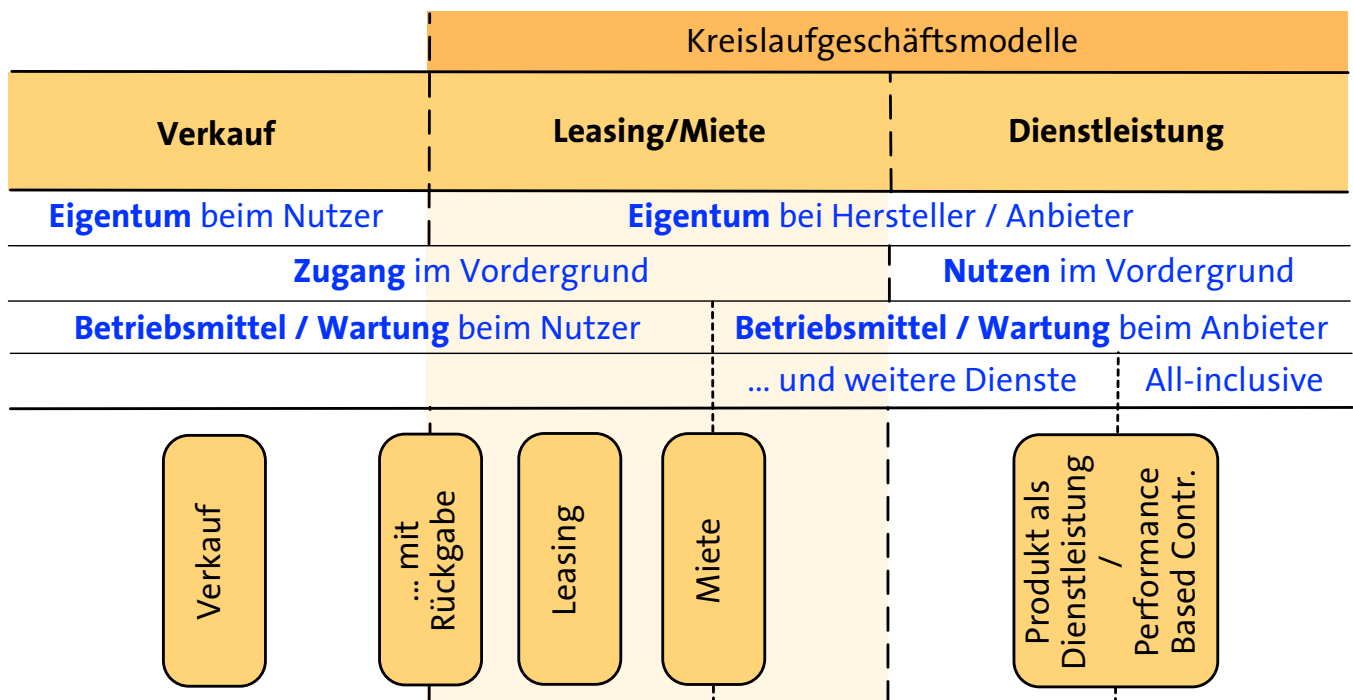 Kreislaufgeschäftsmodelle
Verkauf
Leasing/Miete
Dienstleistung
Eigentum beim Nutzer
Eigentum bei Hersteller / Anbieter
Zugang im Vordergrund
Nutzen im Vordergrund
Betriebsmittel / Wartung beim Nutzer
Betriebsmittel / Wartung beim Anbieter
... und weitere Dienste
All-inclusive
Verkauf
... mit
Rückgabe
Leasing
Miete
Produkt als
Dienstleistung
/
Performance
Based Contr.